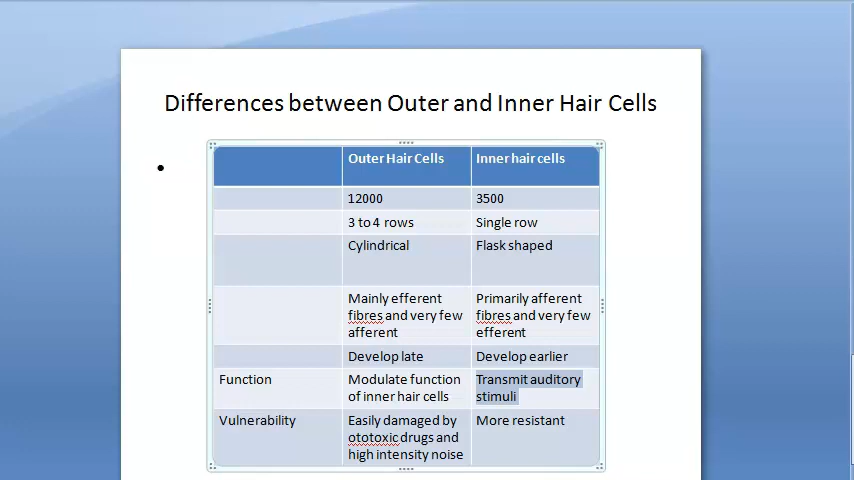 Differences between Outer and Inner Hair Cells
Outer Hair Cells Inner hair cells
12000 3500
3 to 4 rows Single row
Cylindrical Flask shaped
Mainly efferent Primarily afferent
fibres and very few fibres and very few
afferent efferent
Develop late Develop earlier
Function Modulate function Transmit auditory
of inner hair cells stimuli
Vulnerability Easily damaged by More resistant
ototoxic drugs and
high intensity noise